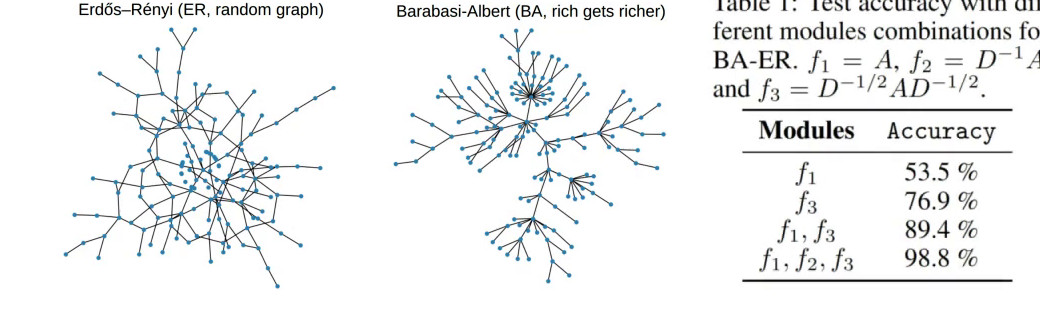 Erdős–Rényi (ER, random graph)
Barabasi-Albert (BA, rich gets richer)
Table 1: Test accuracy with
ferent modules combinations
BA-ER. f₁ = A, f₂ = D⁻¹A
and f₃ = D⁻¹/²AD⁻¹/².
Modules Accuracy
f₁ 53.5 %
f₃ 76.9 %
f₁, f₃ 89.4 %
f₁, f₂, f₃ 98.8 %